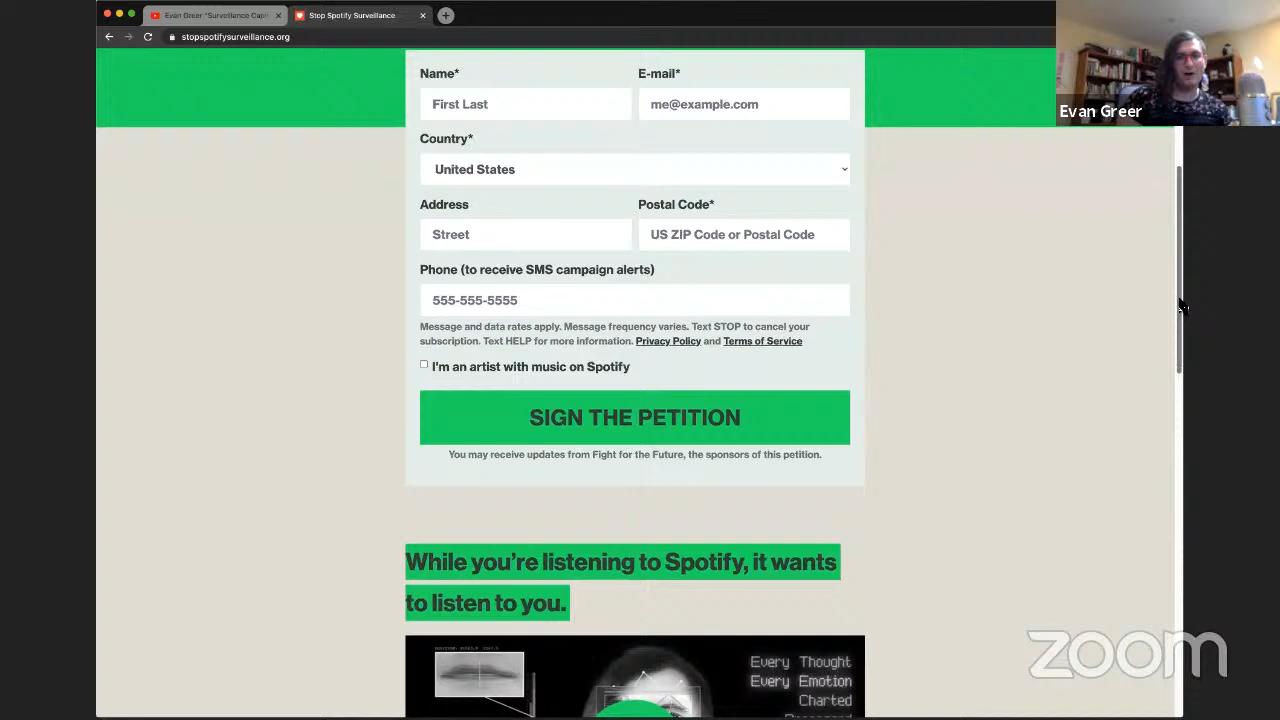 Evan Greer "Surveillance Capi
Stop Spotify Surveillance
stopspotifysurveillance.org
Evan Greer
Name*
E-mail*
First Last
me@example.com
Country*
United States
Address
Postal Code*
Street
US ZIP Code or Postal Code
Phone (to receive SMS campaign alerts)
555-555-5555
Message and data rates apply. Message frequency varies. Text STOP to cancel your
subscription. Text HELP for more information. Privacy Policy and Terms of Service
I'm an artist with music on Spotify
SIGN THE PETITION
You may receive updates from Fight for the Future, the sponsors of this petition.
While you're listening to Spotify, it wants
to listen to you.
Every Thought
Every Emotion
Charted
zoom